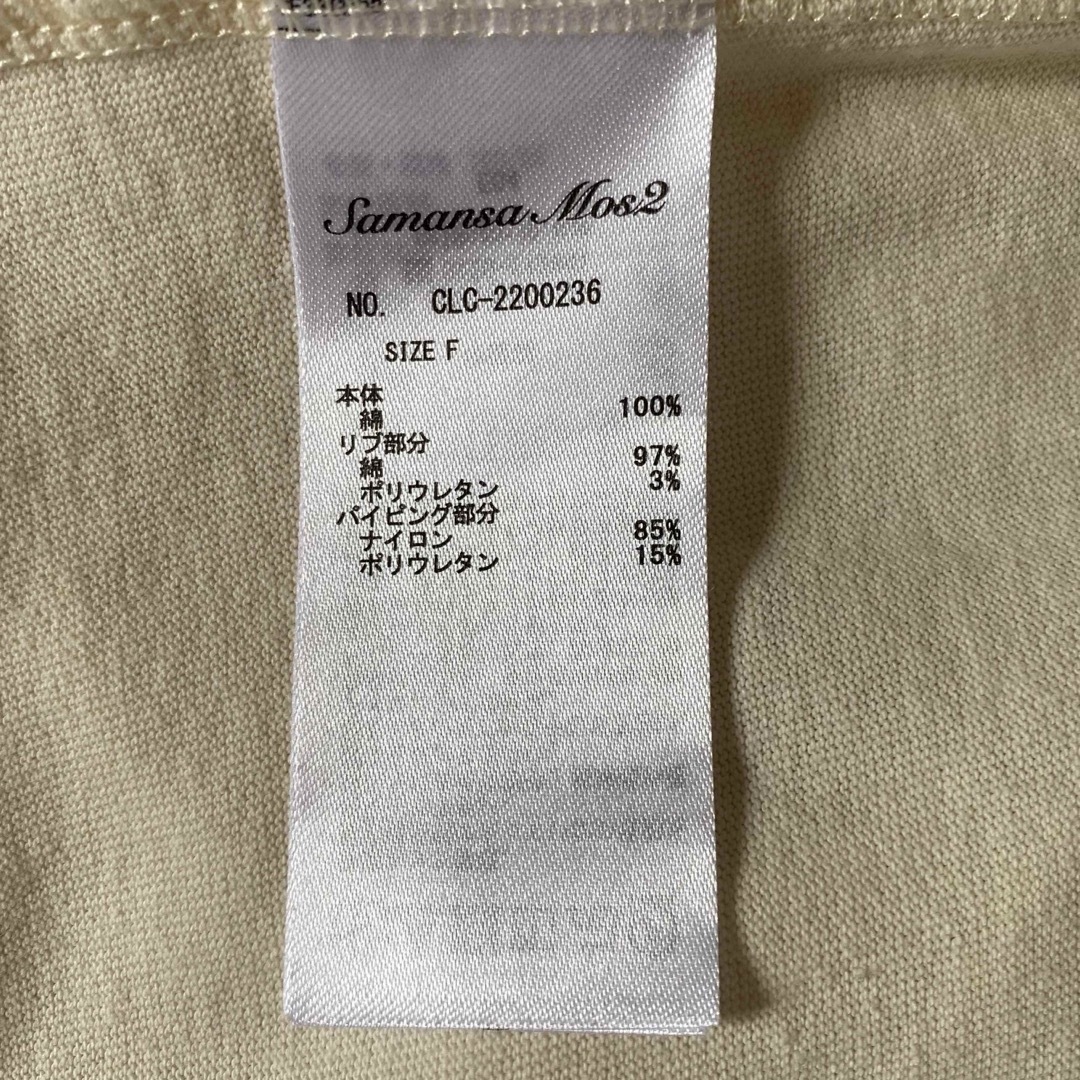 Samansa Mos2
NO. CLC-2200236
SIZE F
本体
綿 100%
リブ部分
綿 97%
ポリウレタン 3%
パイピング部分
ナイロン 85%
ポリウレタン 15%